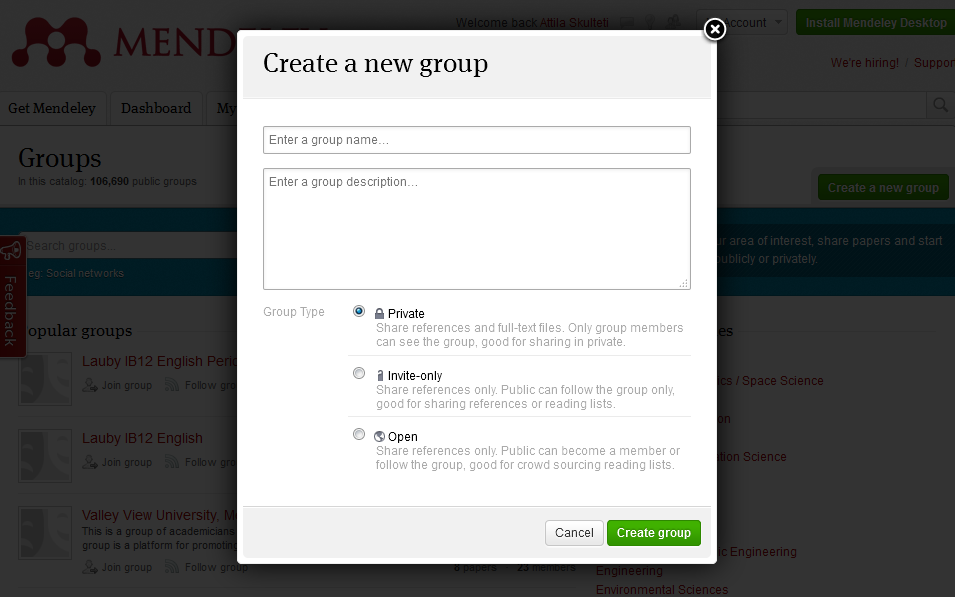 MEND
Welcome back Attila Skulteti
Account
Install Mendeley Desktop
We're hiring! / Suppor
Get Mendeley
Dashboard
My
Groups
In this catalog: 106,690 public groups
Create a new group
Search groups...
eg: Social networks
ur area of interest, share papers and start
publicly or privately.
Feedback
opular groups
Lauby IB12 English Peri
Join group
Follow gro
Lauby IB12 English
Join group
Follow gro
Valley View University, M
This is a group of academicians
group is a platform for promoting
Join group
Follow group
8 papers
23 members
es
ics / Space Science
on
ation Science
ic Engineering
Engineering
Environmental Sciences
Create a new group
Enter a group name...
Enter a group description...
Group Type
Private
Share references and full-text files. Only group members
can see the group, good for sharing in private.
Invite-only
Share references only. Public can follow the group only,
good for sharing references or reading lists.
Open
Share references only. Public can become a member or
follow the group, good for crowd sourcing reading lists.
Cancel
Create group